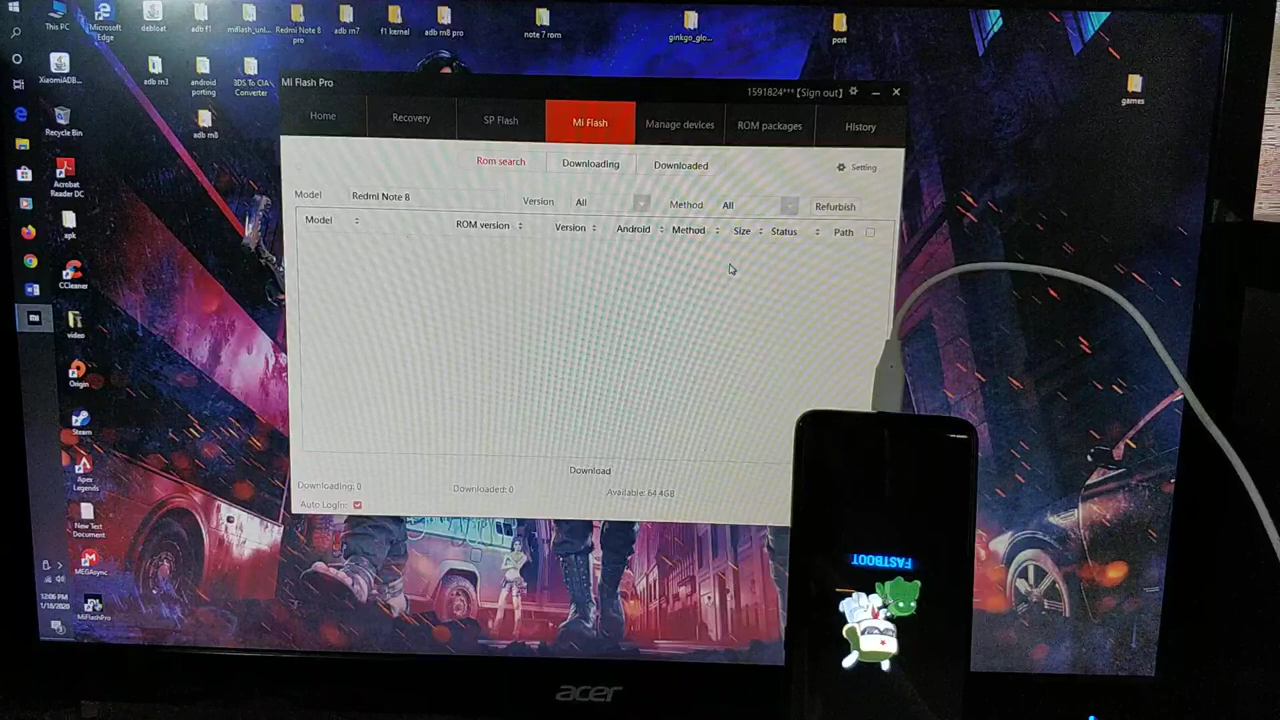 This PC
Microsoft
Edge
debloat
adb f1
miflash_unl...
Redmi Note 8
pro
adb rn7
f1 kernel
adb rn8 pro
note 7 rom
ginkgo_glo...
port
XiaomiADB...
adb rn3
android
porting
3DS To CIA
Converter
games
Recycle Bin
adb rn8
Acrobat
Reader DC
apk
CCleaner
video
Origin
Steam
Apex
Legends
New Text
Document
MEGAsync
MiFlashPro
12:06 PM
1/18/2020
Mi Flash Pro
1591824*** [Sign out]
Home
Recovery
SP Flash
Mi Flash
Manage devices
ROM packages
History
Rom search
Downloading
Downloaded
Setting
Model
Redmi Note 8
Version
All
Method
All
Refurbish
Model
ROM version
Version
Android
Method
Size
Status
Path
Download
Downloading: 0
Downloaded: 0
Available: 64.4GB
Auto Login:
FASTBOOT
acer